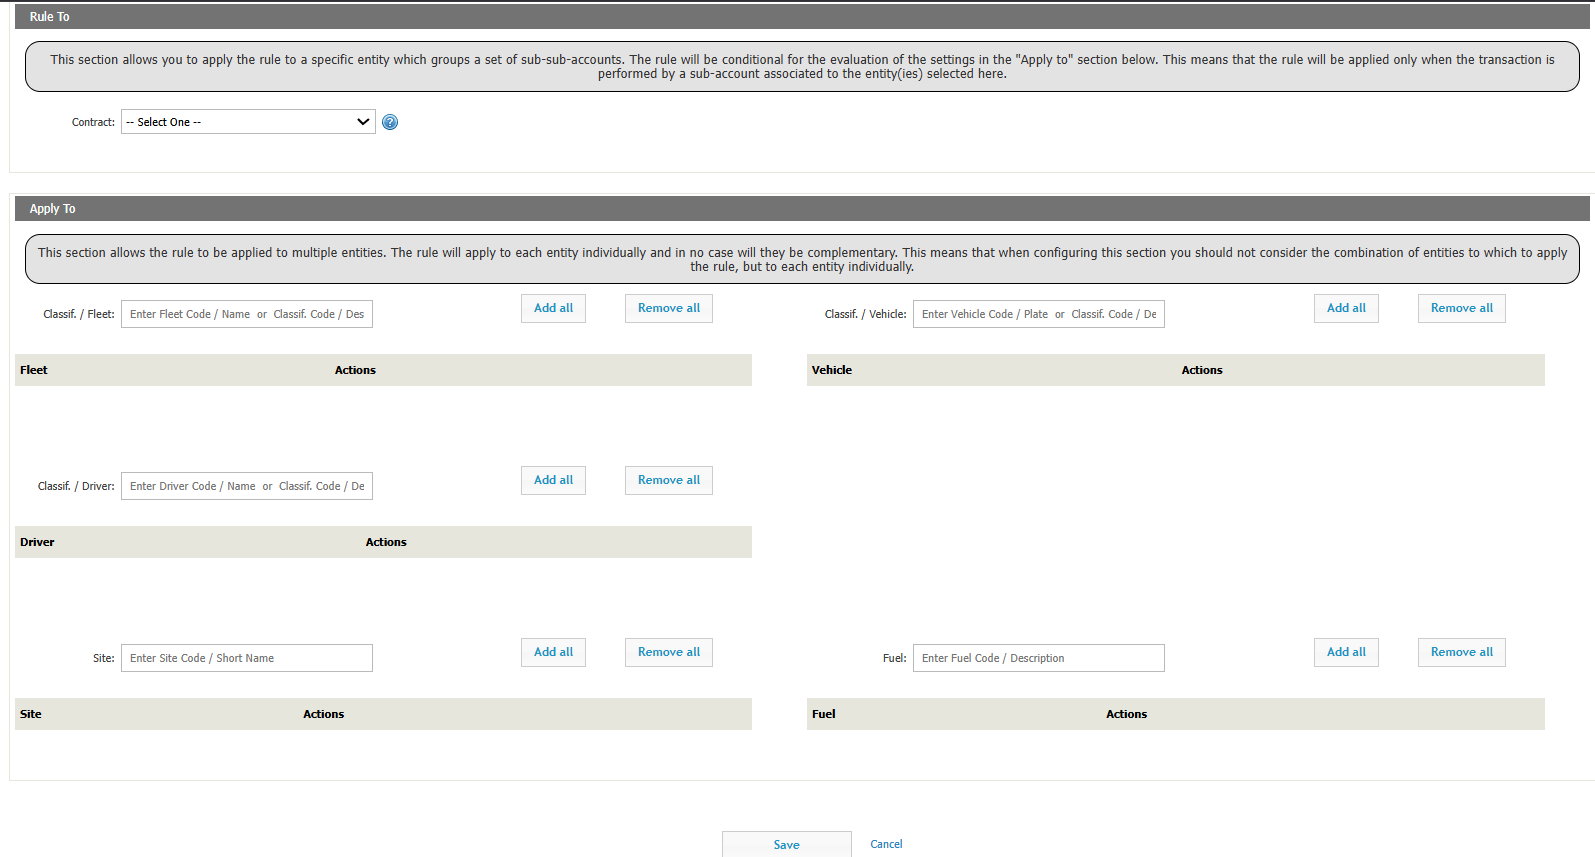 Rule To
This section allows you to apply the rule to a specific entity which groups a set of sub-sub-accounts. The rule will be conditional for the evaluation of the settings in the "Apply to" section below. This means that the rule will be applied only when the transaction is
performed by a sub-account associated to the entity(ies) selected here.
Contract: -- Select One --
Apply To
This section allows the rule to be applied to multiple entities. The rule will apply to each entity individually and in no case will they be complementary. This means that when configuring this section you should not consider the combination of entities to which to apply
the rule, but to each entity individually.
Classif. / Fleet: Enter Fleet Code / Name or Classif. Code / Des Add all Remove all
Classif. / Vehicle: Enter Vehicle Code / Plate or Classif. Code / De Add all Remove all
Fleet Actions
Vehicle Actions
Classif. / Driver: Enter Driver Code / Name or Classif. Code / De Add all Remove all
Driver Actions
Site: Enter Site Code / Short Name Add all Remove all
Fuel: Enter Fuel Code / Description Add all Remove all
Site Actions
Fuel Actions
Save Cancel